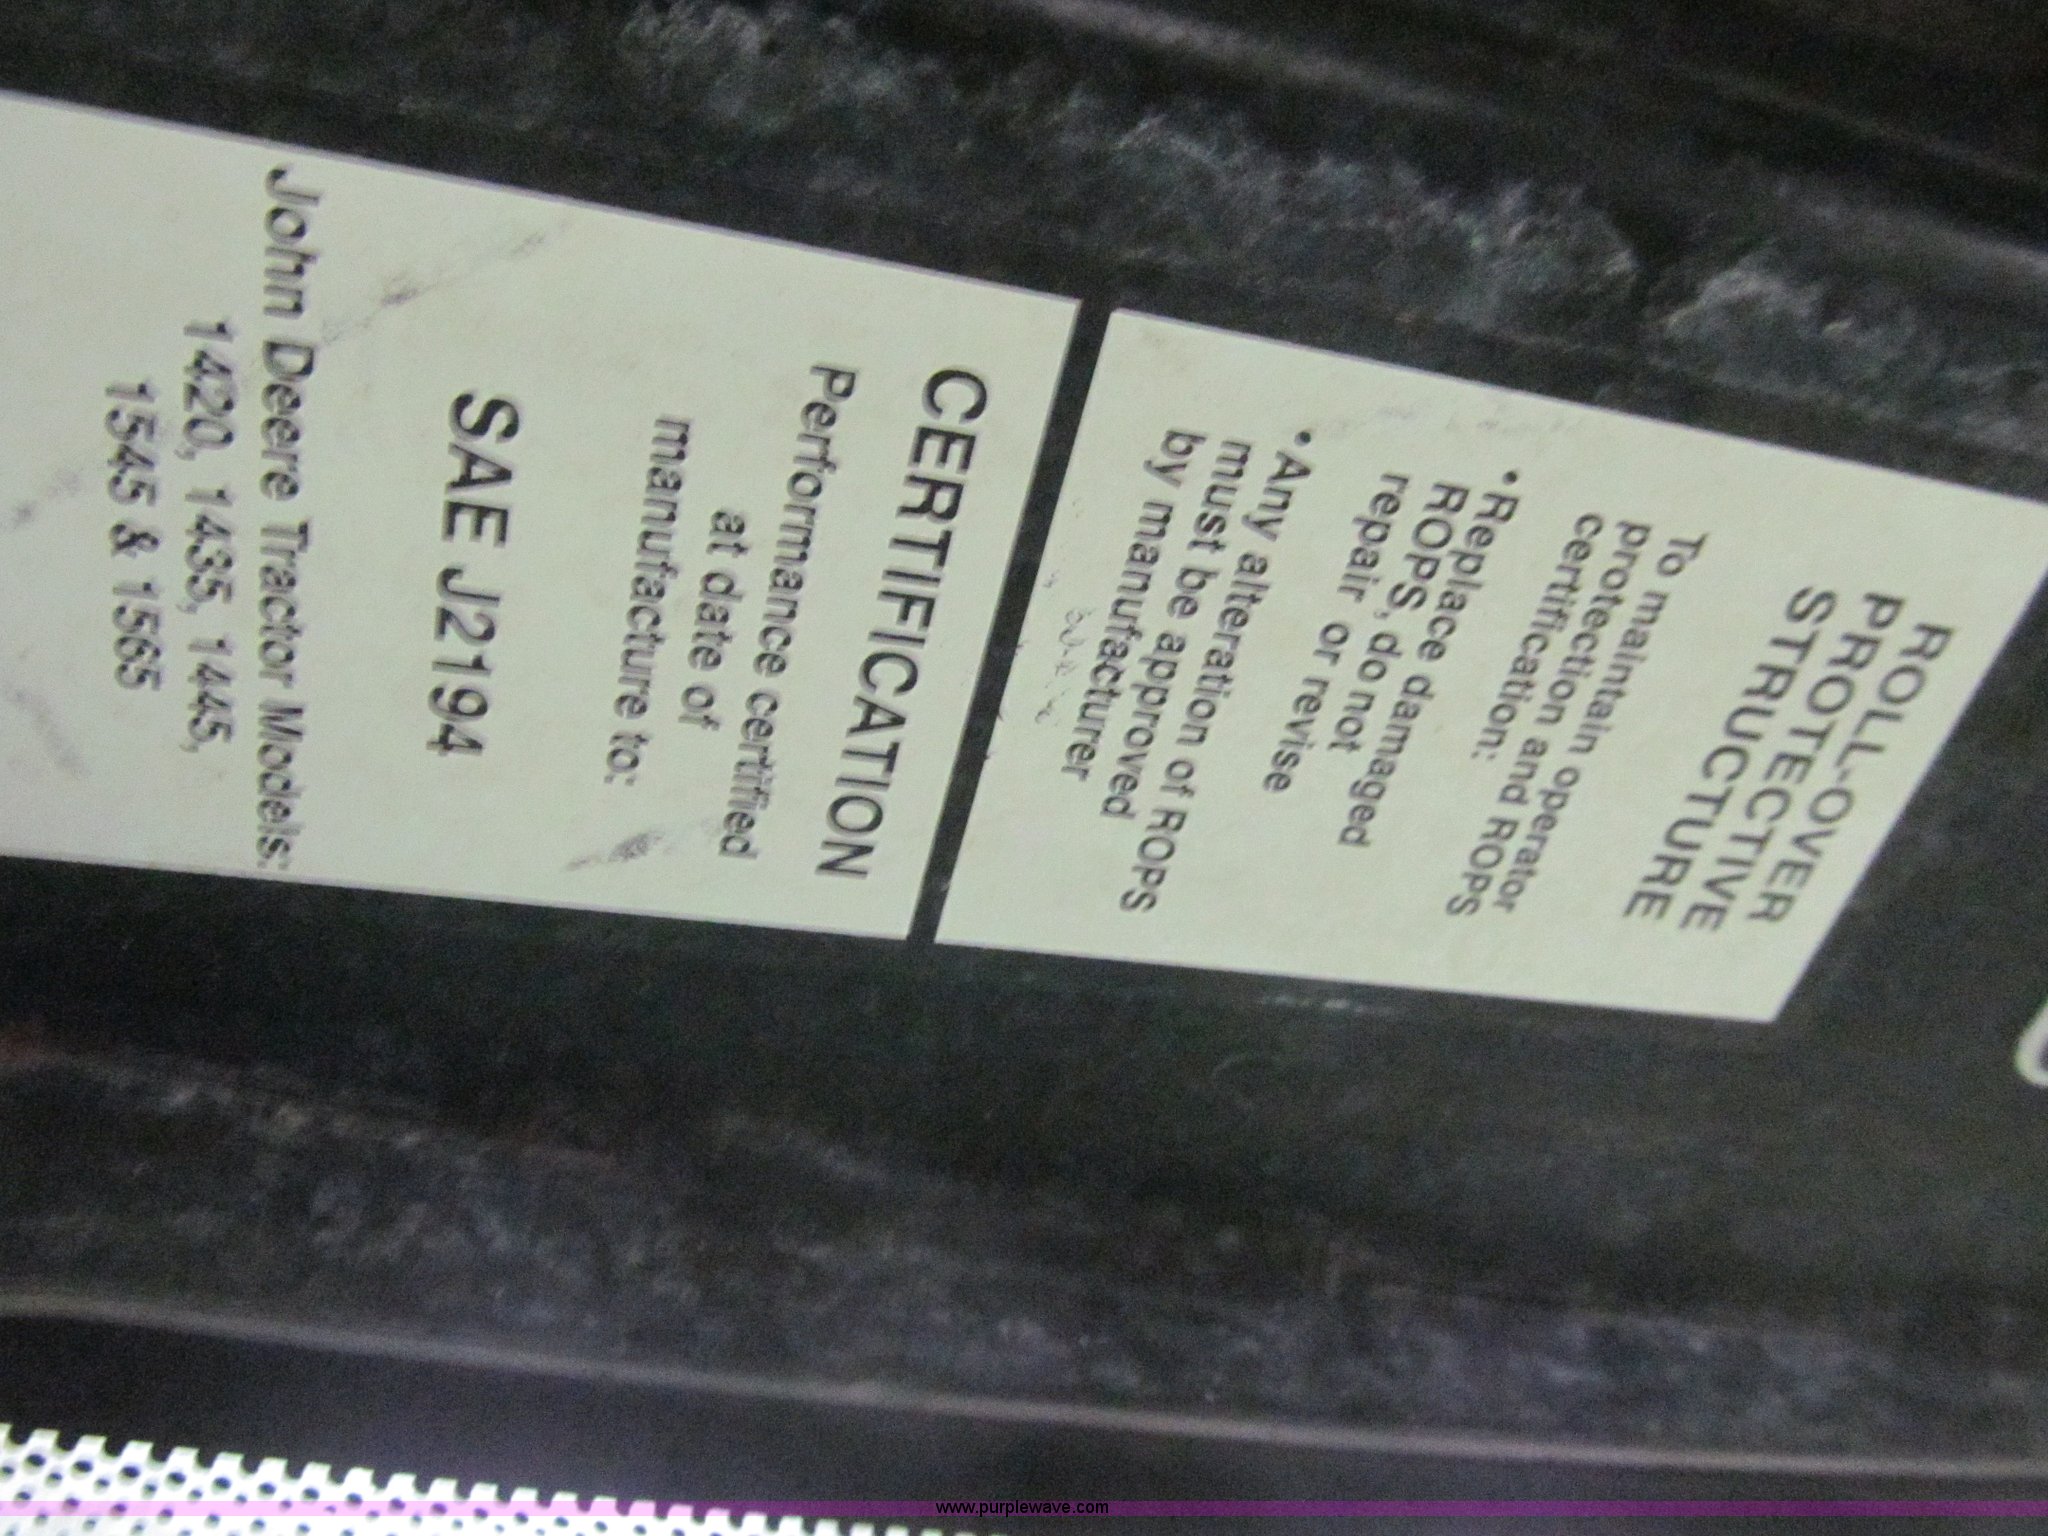 ROLL-OVER
PROTECTIVE
STRUCTURE
To maintain operator
protection and ROPS
certification:
•Replace damaged
ROPS, do not
repair or revise
•Any alteration of ROPS
must be approved
by manufacturer
CERTIFICATION
Performance certified
at date of
manufacture to:
SAE J2194
John Deere Tractor Models:
1420, 1435, 1445,
1545 & 1565
www.purplewave.com